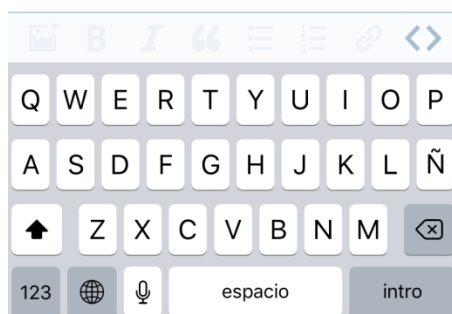 B I
Q W E R T Y U I O P
A S D F G H J K L Ñ
Z X C V B N M
123 espacio intro